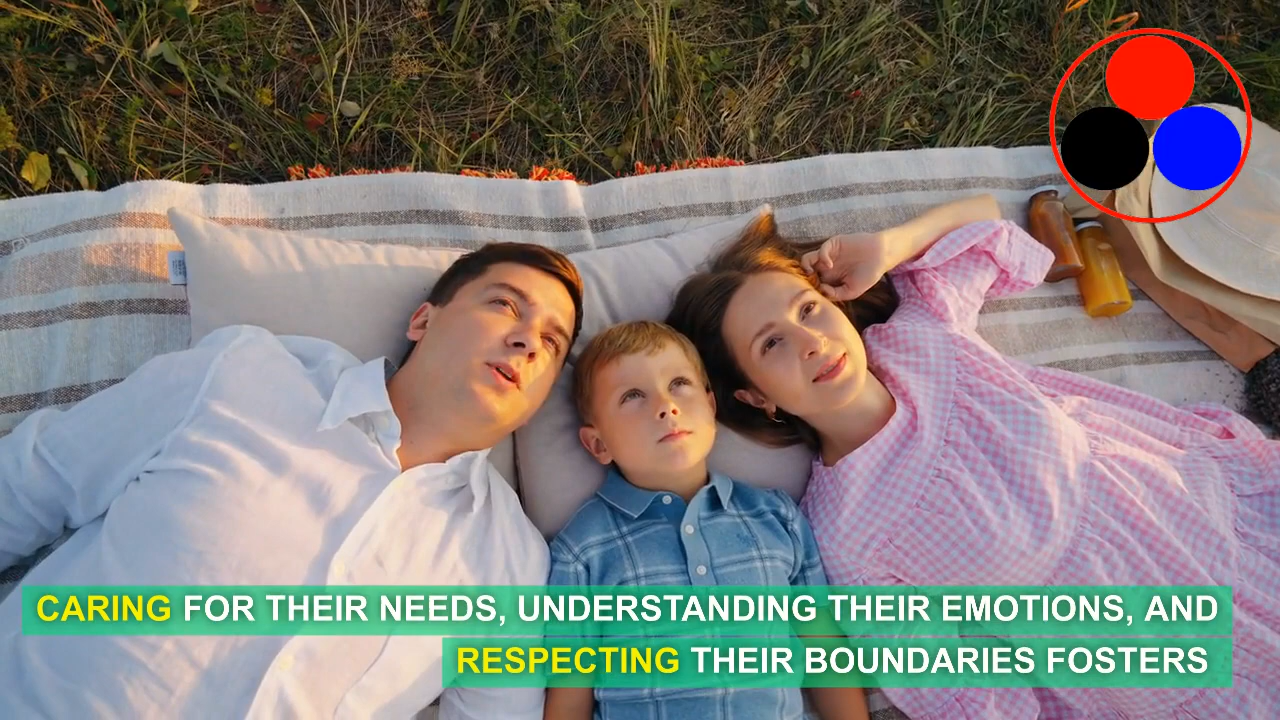 CARING FOR THEIR NEEDS, UNDERSTANDING THEIR EMOTIONS, AND
RESPECTING THEIR BOUNDARIES FOSTERS